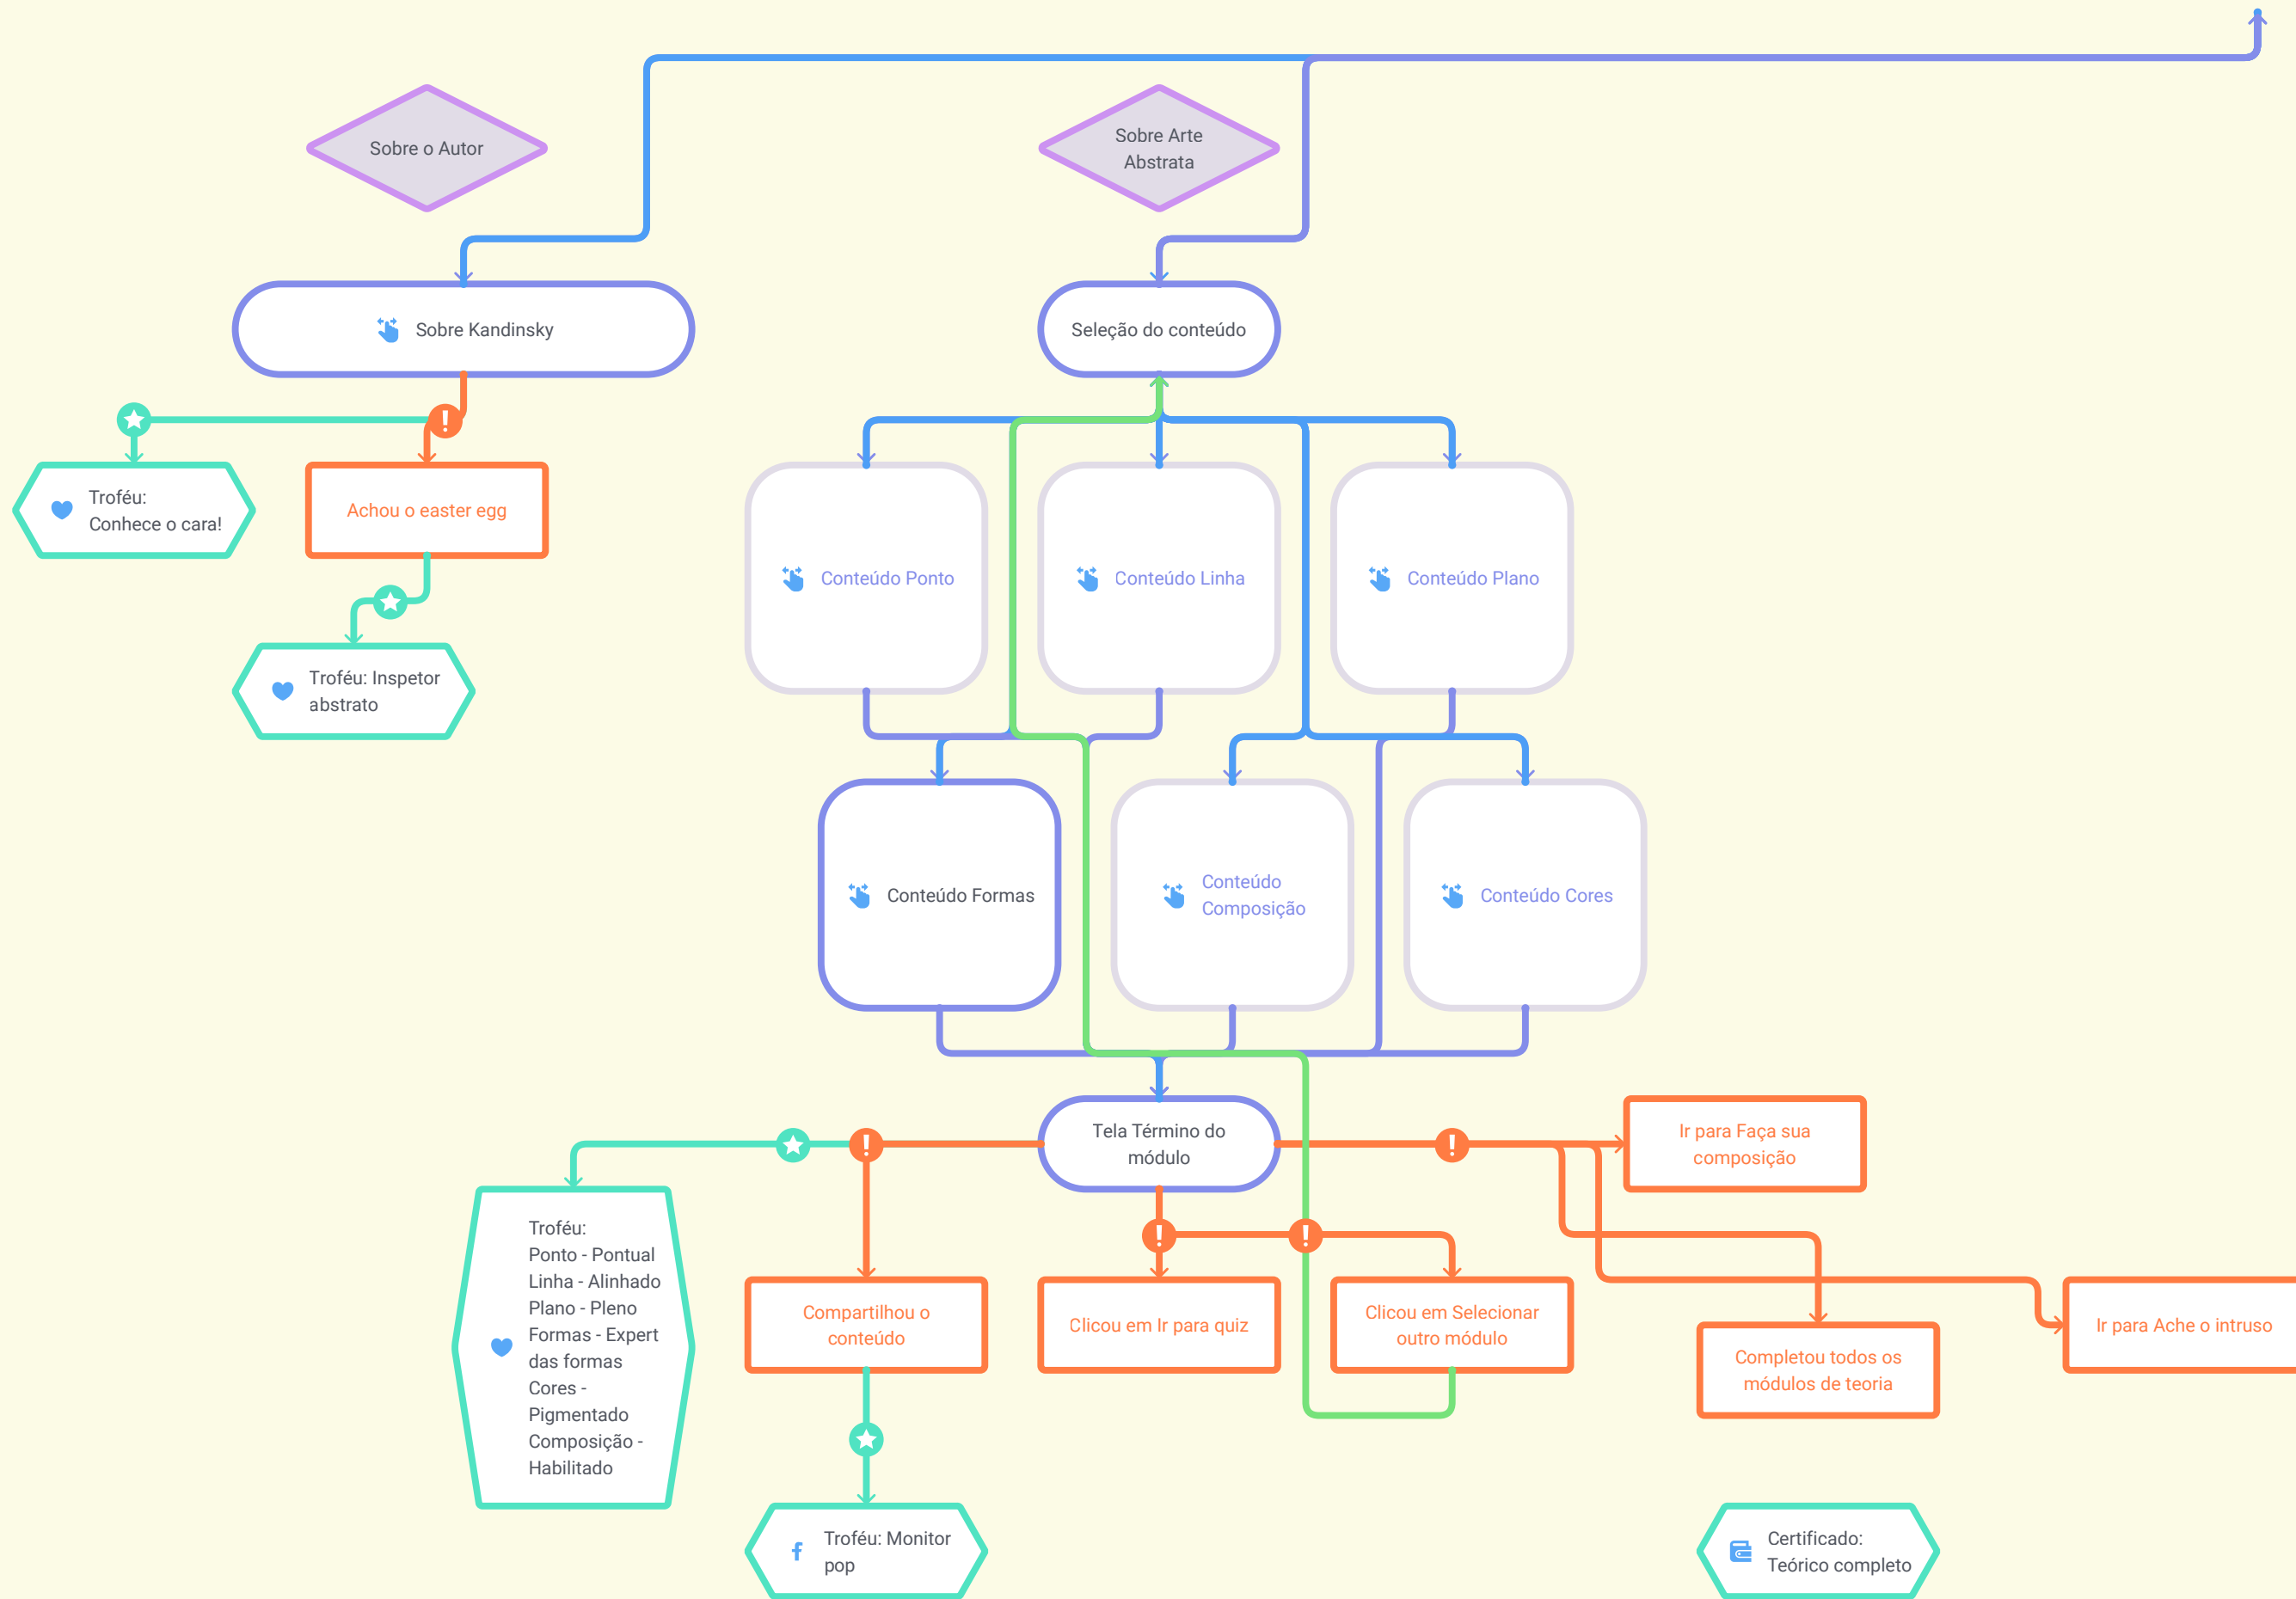 Sobre o Autor
Sobre Arte
Abstrata
Sobre Kandinsky
Seleção do conteúdo
Troféu:
Conhece o cara!
Achou o easter egg
Troféu: Inspetor
abstrato
Conteúdo Ponto
Conteúdo Linha
Conteúdo Plano
Conteúdo Formas
Conteúdo
Composição
Conteúdo Cores
Tela Término do
módulo
Ir para Faça sua
composição
Troféu:
Ponto - Pontual
Linha - Alinhado
Plano - Pleno
Formas - Expert
das formas
Cores -
Pigmentado
Composição -
Habilitado
Compartilhou o
conteúdo
Clicou em Ir para quiz
Clicou em Selecionar
outro módulo
Completou todos os
módulos de teoria
Ir para Ache o intruso
Troféu: Monitor
pop
Certificado:
Teórico completo